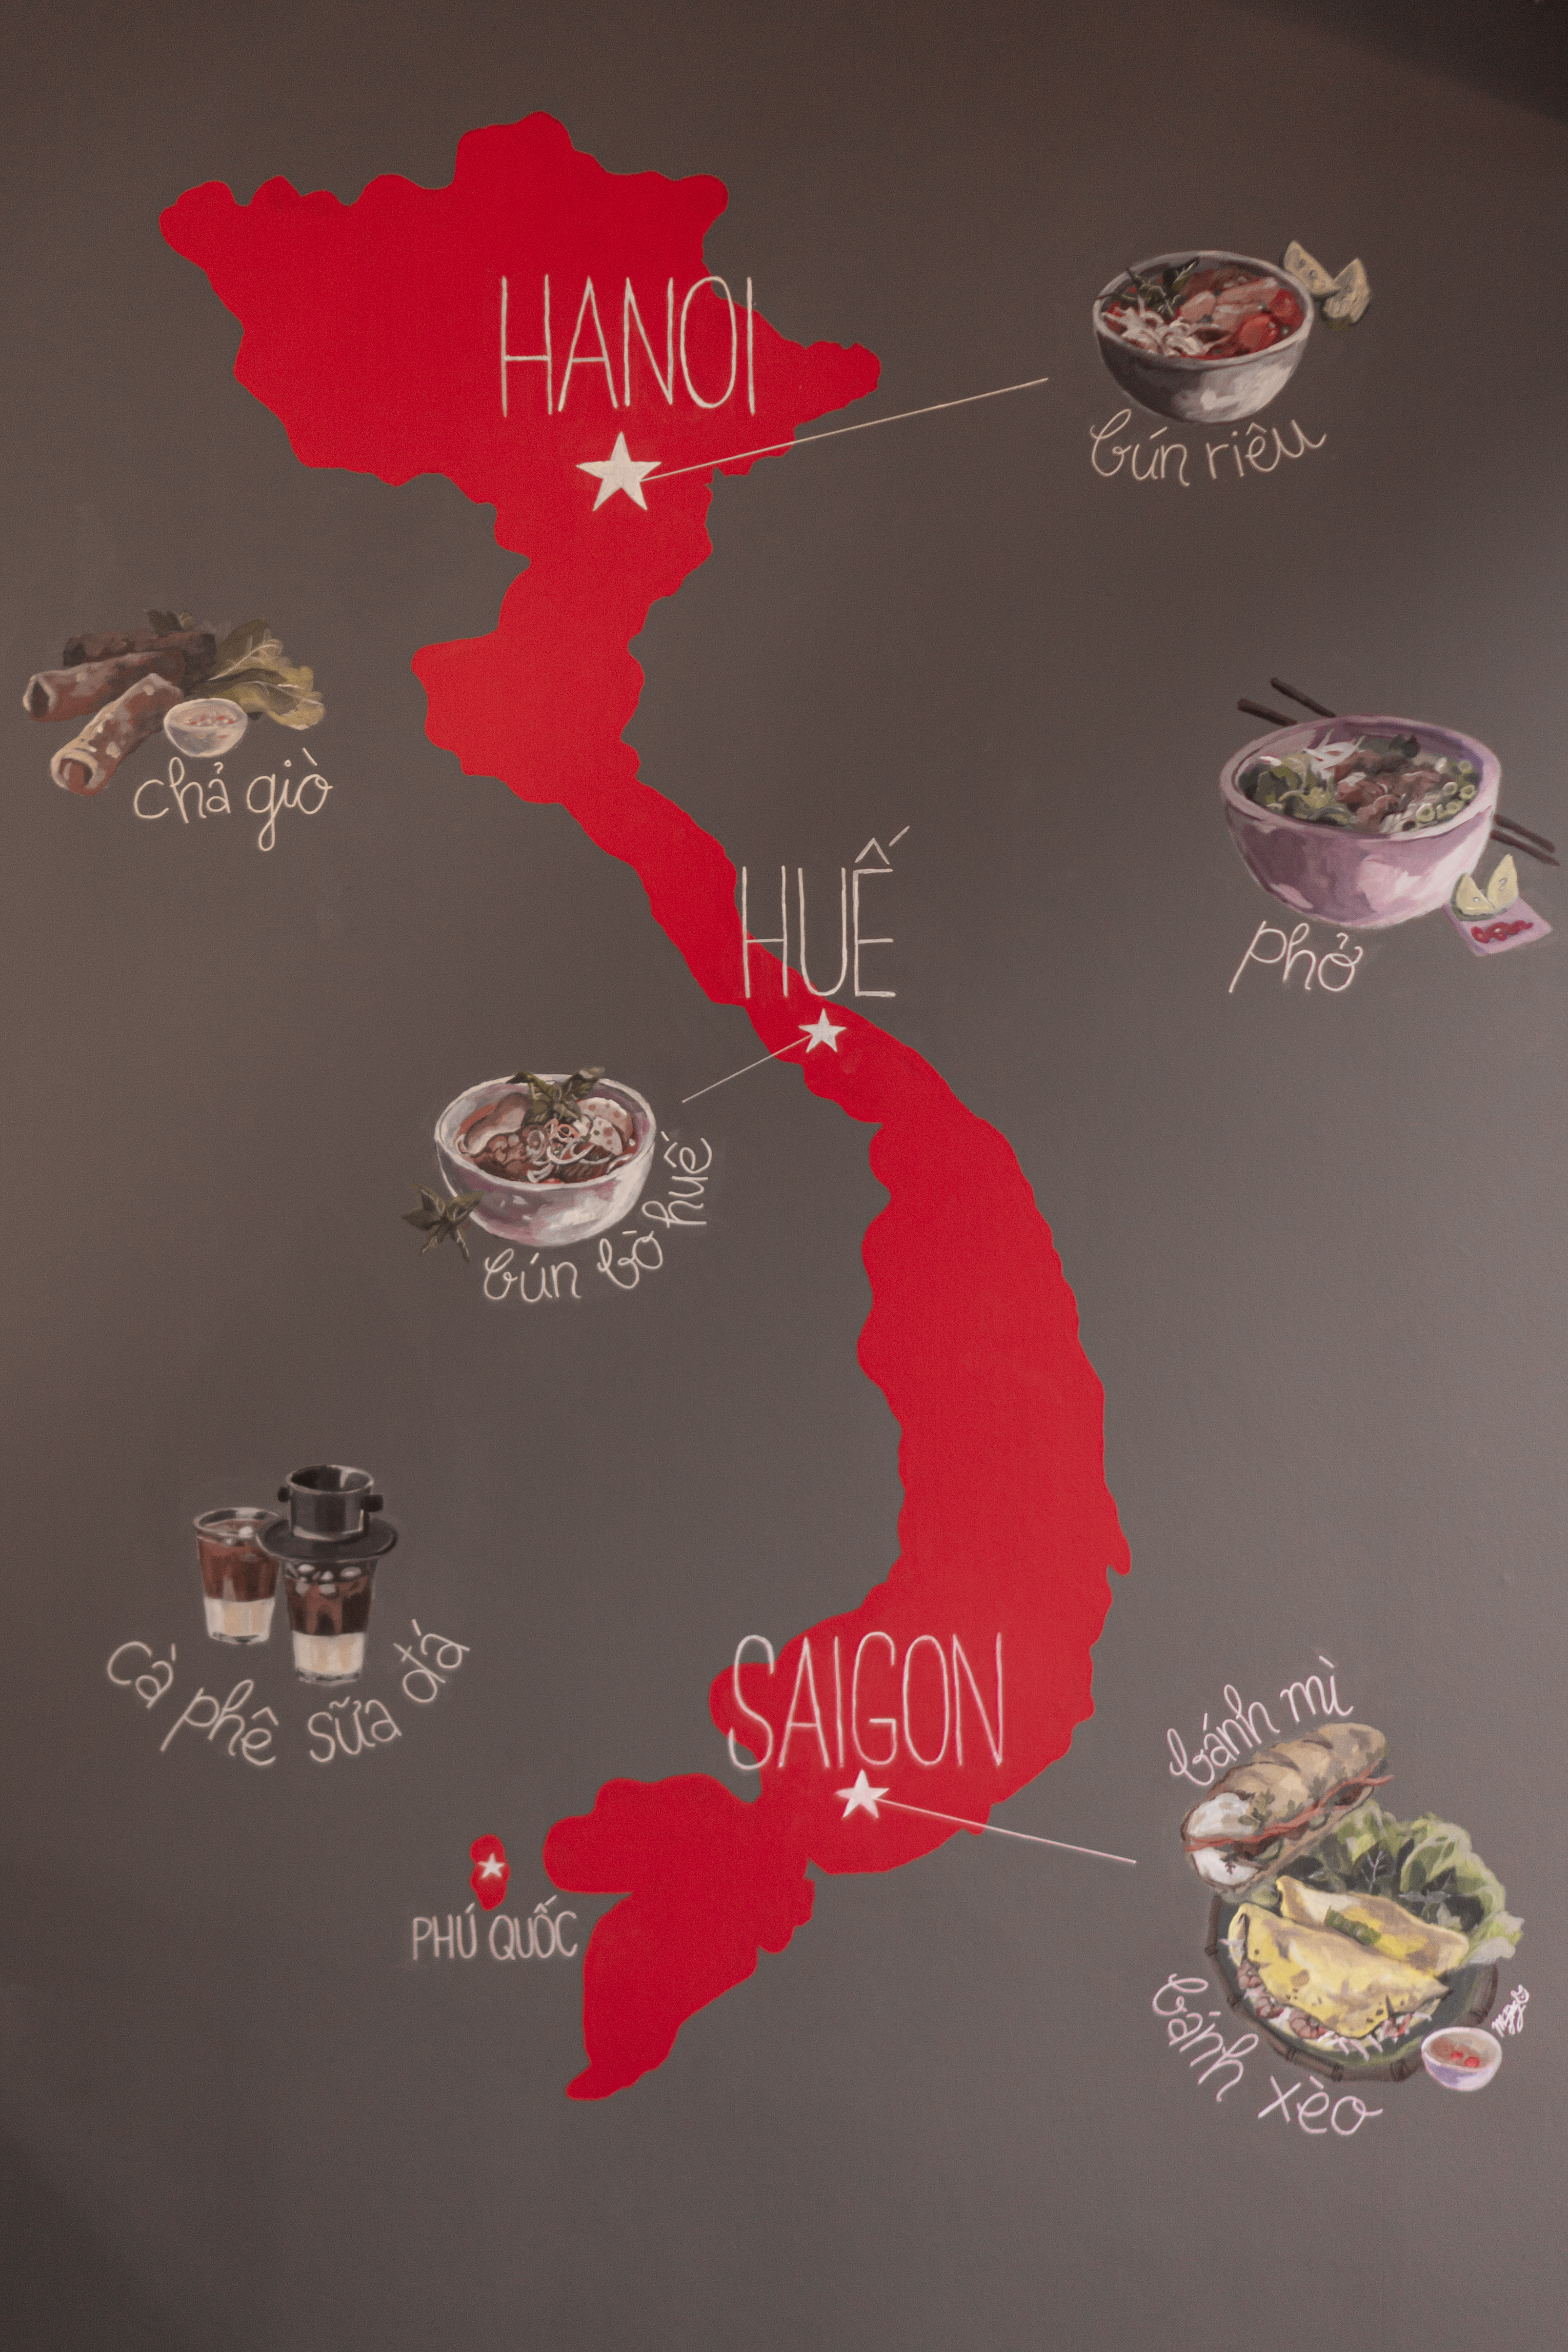 HANOI
bún riêu
chả giò
HUẾ
phở
bún bò huế
cà phê sữa đá
SAIGON
bánh mì
PHÚ QUỐC
bánh xèo